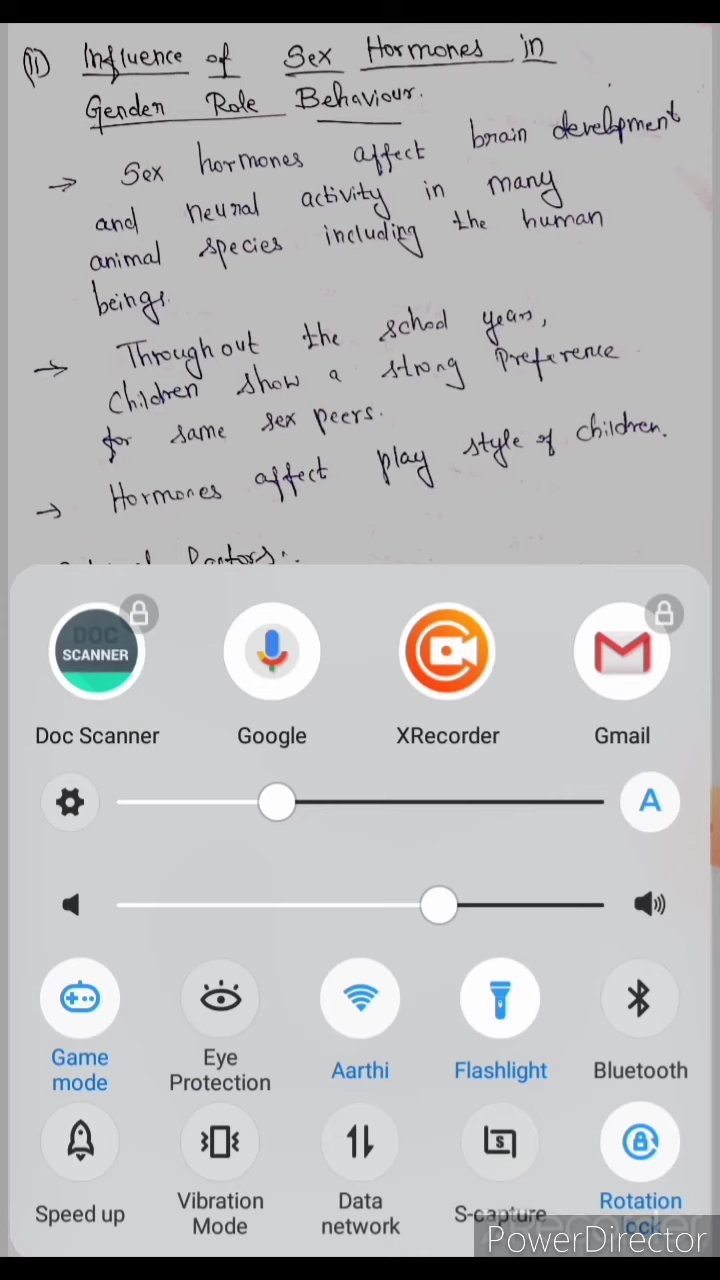 (ii) Influence of Sex Hormones in
Gender Role Behaviour.
→ Sex hormones affect brain development
and neural activity in many
animal species including the human
beings.
→ Throughout the school years,
children show a strong preference
for same sex peers.
→ Hormones affect play style of children.
DOC
SCANNER
Doc Scanner
Google
XRecorder
Gmail
A
Game
mode
Eye
Protection
Aarthi
Flashlight
Bluetooth
Speed up
Vibration
Mode
Data
network
S
S-capture
Rotation
lock
PowerDirector